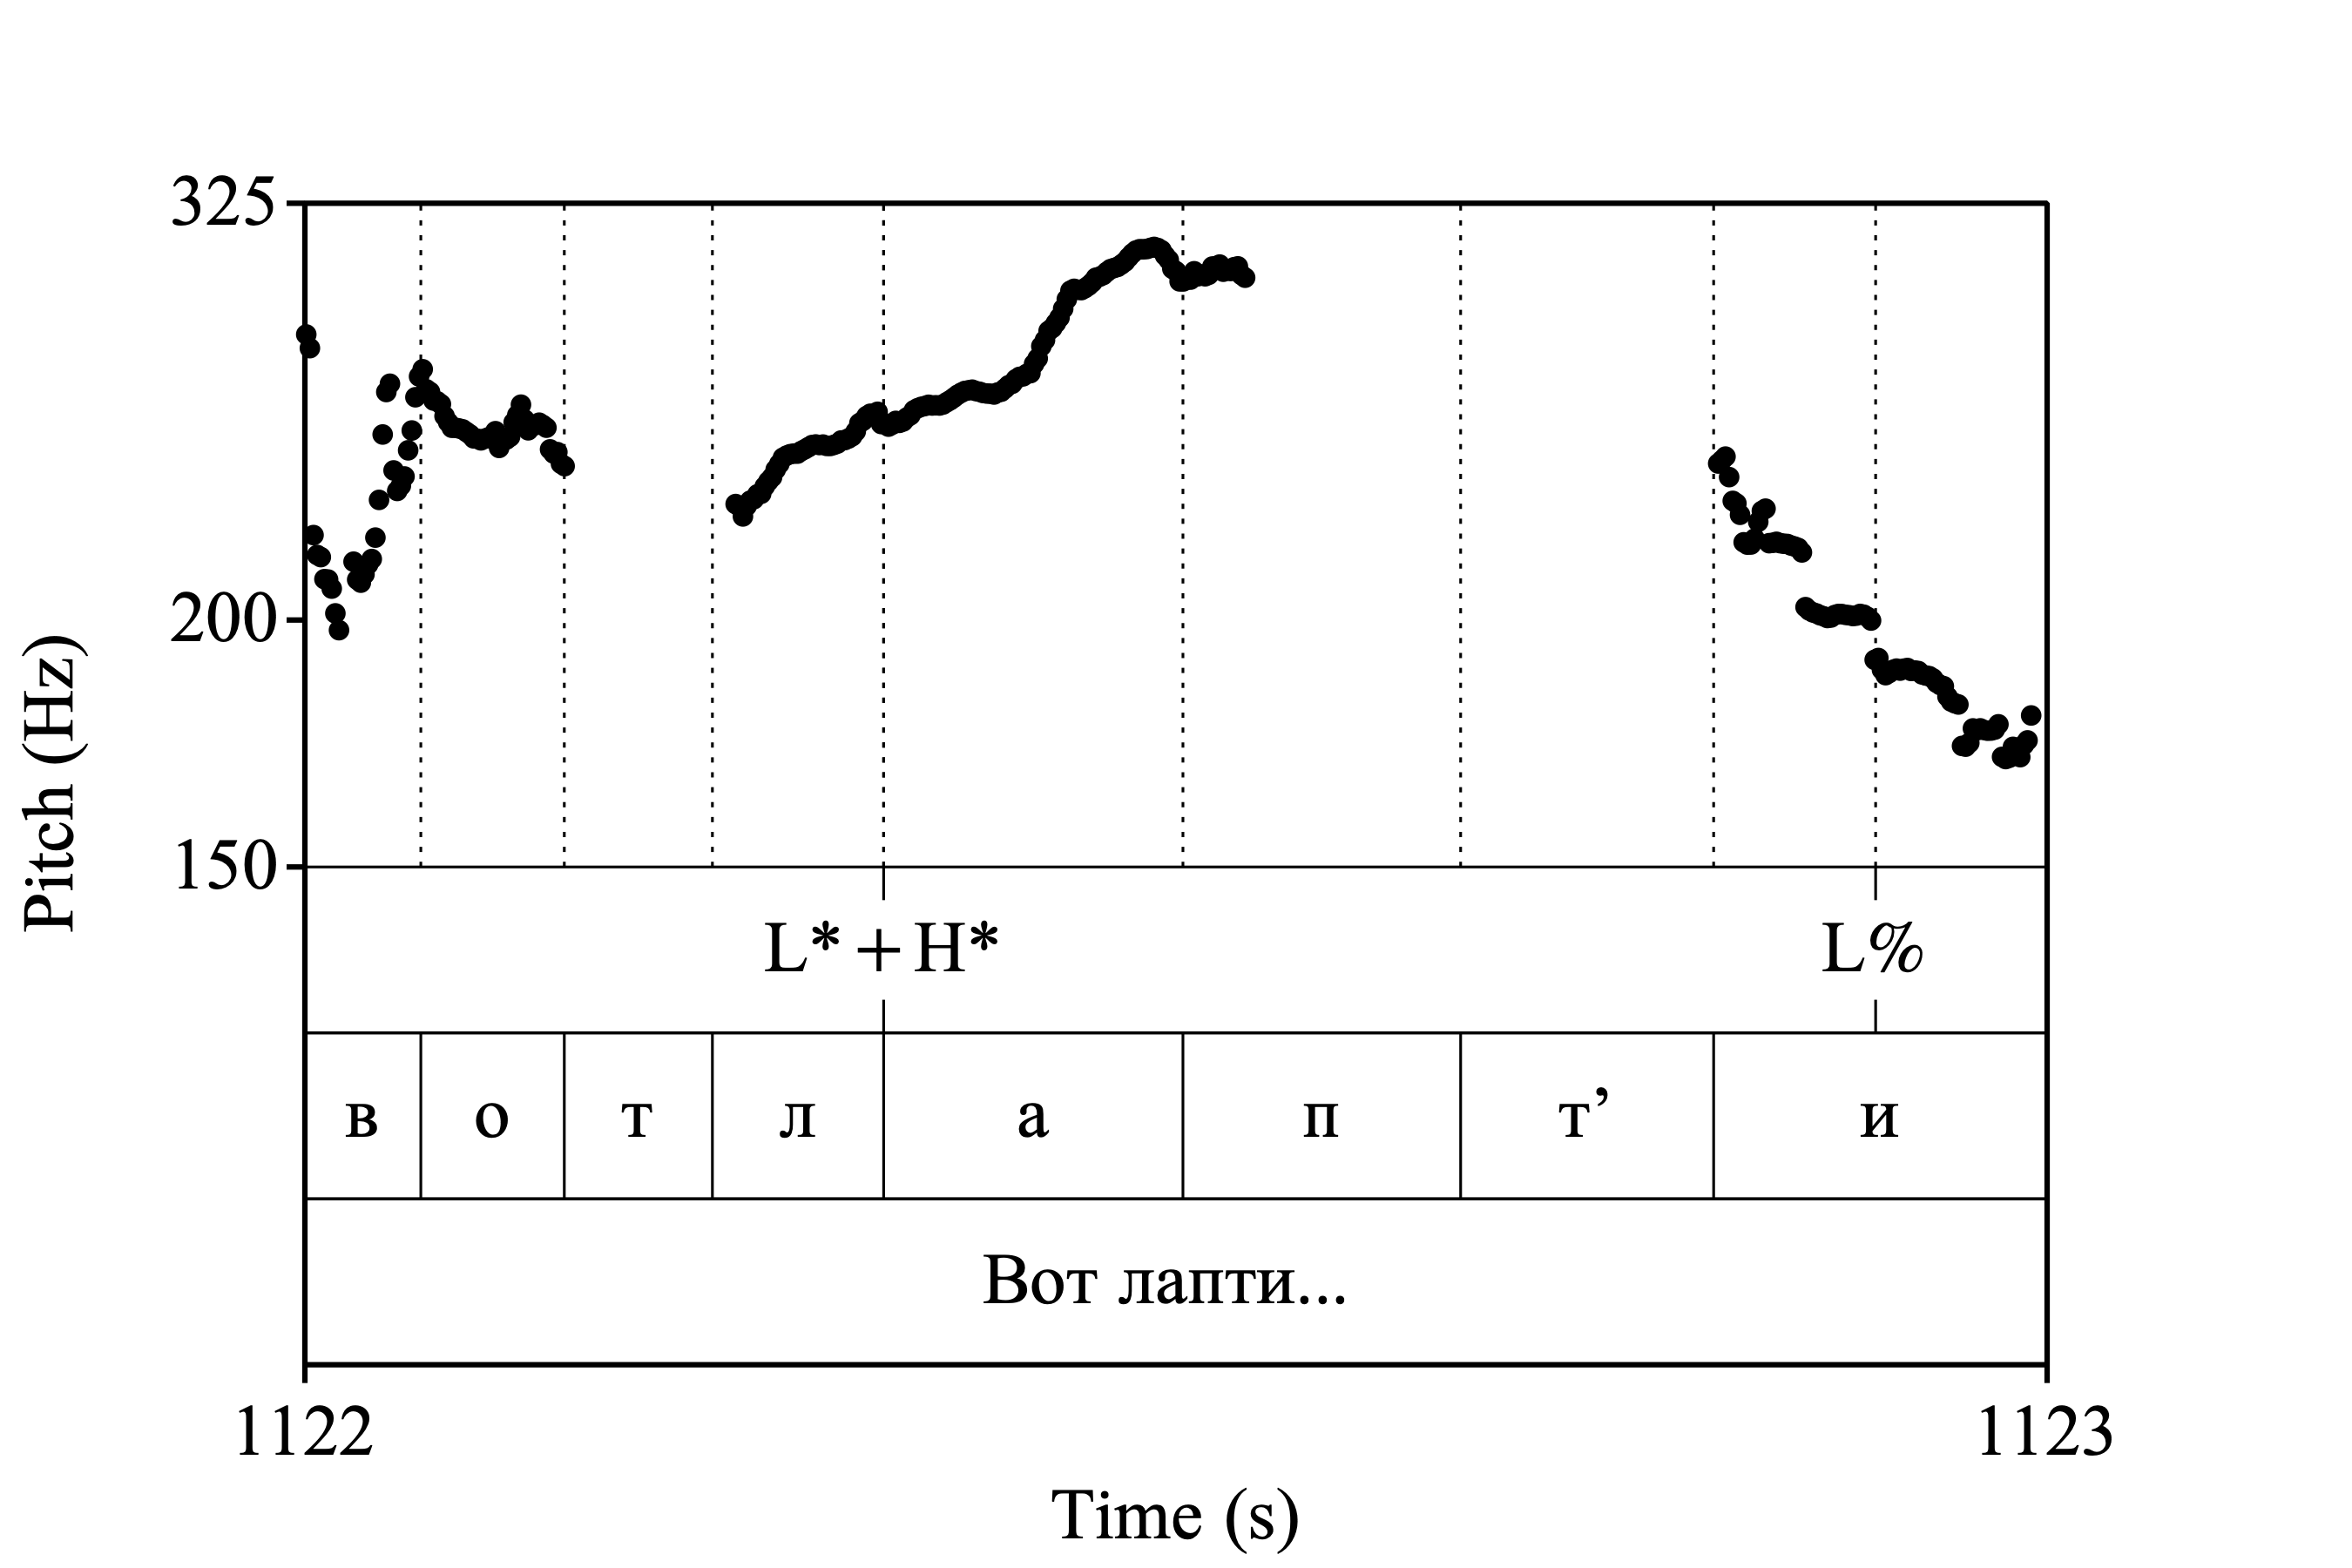 325
200
150
Pitch (Hz)
L*+H* L%
в о т л а п т’ и
Вот лапти...
1122 1123
Time (s)